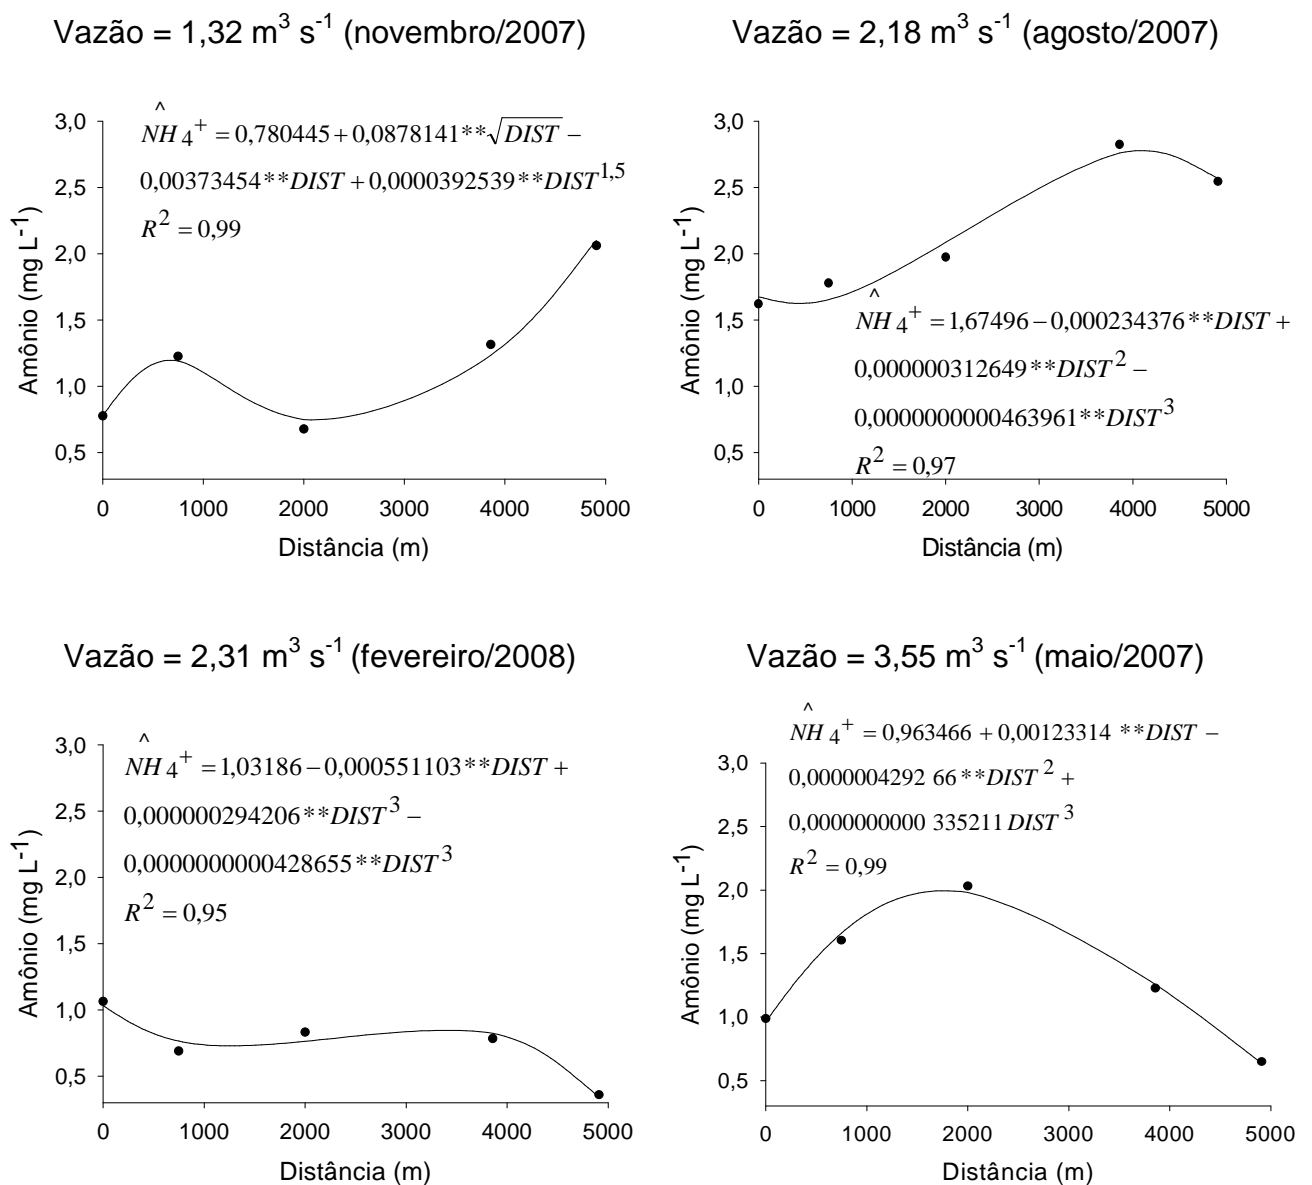 Vazão = 1,32 m³ s⁻¹ (novembro/2007)
^
NH₄⁺ = 0,780445 + 0,0878141**√DIST –
0,00373454**DIST + 0,0000392539**DIST¹,⁵
R² = 0,99
Amônio (mg L⁻¹)
3,0
2,5
2,0
1,5
1,0
0,5
0 1000 2000 3000 4000 5000
Distância (m)
Vazão = 2,18 m³ s⁻¹ (agosto/2007)
Amônio (mg L⁻¹)
3,0
2,5
2,0
1,5
1,0
0,5
^
NH₄⁺ = 1,67496 – 0,000234376**DIST +
0,000000312649**DIST² –
0,0000000000463961**DIST³
R² = 0,97
0 1000 2000 3000 4000 5000
Distância (m)
Vazão = 2,31 m³ s⁻¹ (fevereiro/2008)
^
NH₄⁺ = 1,03186 – 0,000551103**DIST +
0,000000294206**DIST³ –
0,0000000000428655**DIST³
R² = 0,95
Amônio (mg L⁻¹)
3,0
2,5
2,0
1,5
1,0
0,5
0 1000 2000 3000 4000 5000
Distância (m)
Vazão = 3,55 m³ s⁻¹ (maio/2007)
^
NH₄⁺ = 0,963466 + 0,00123314 **DIST –
0,0000004292 66 **DIST² +
0,0000000000 335211 DIST³
R² = 0,99
Amônio (mg L⁻¹)
3,0
2,5
2,0
1,5
1,0
0,5
0 1000 2000 3000 4000 5000
Distância (m)